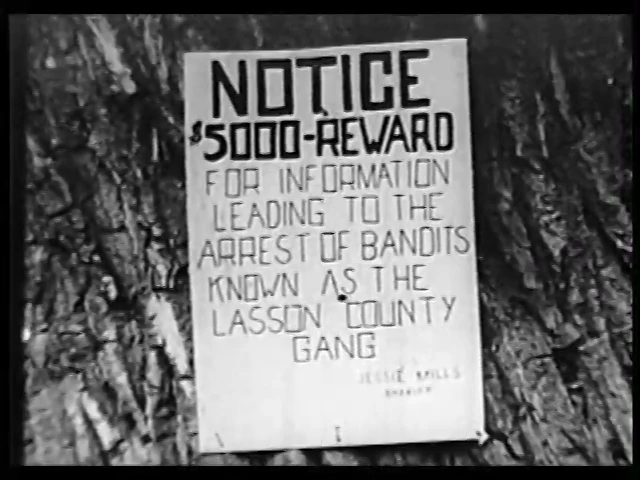 NOTICE
$5000-REWARD
FOR INFORMATION
LEADING TO THE
ARREST OF BANDITS
KNOWN AS THE
LASSON COUNTY
GANG
JESSIE MILLS